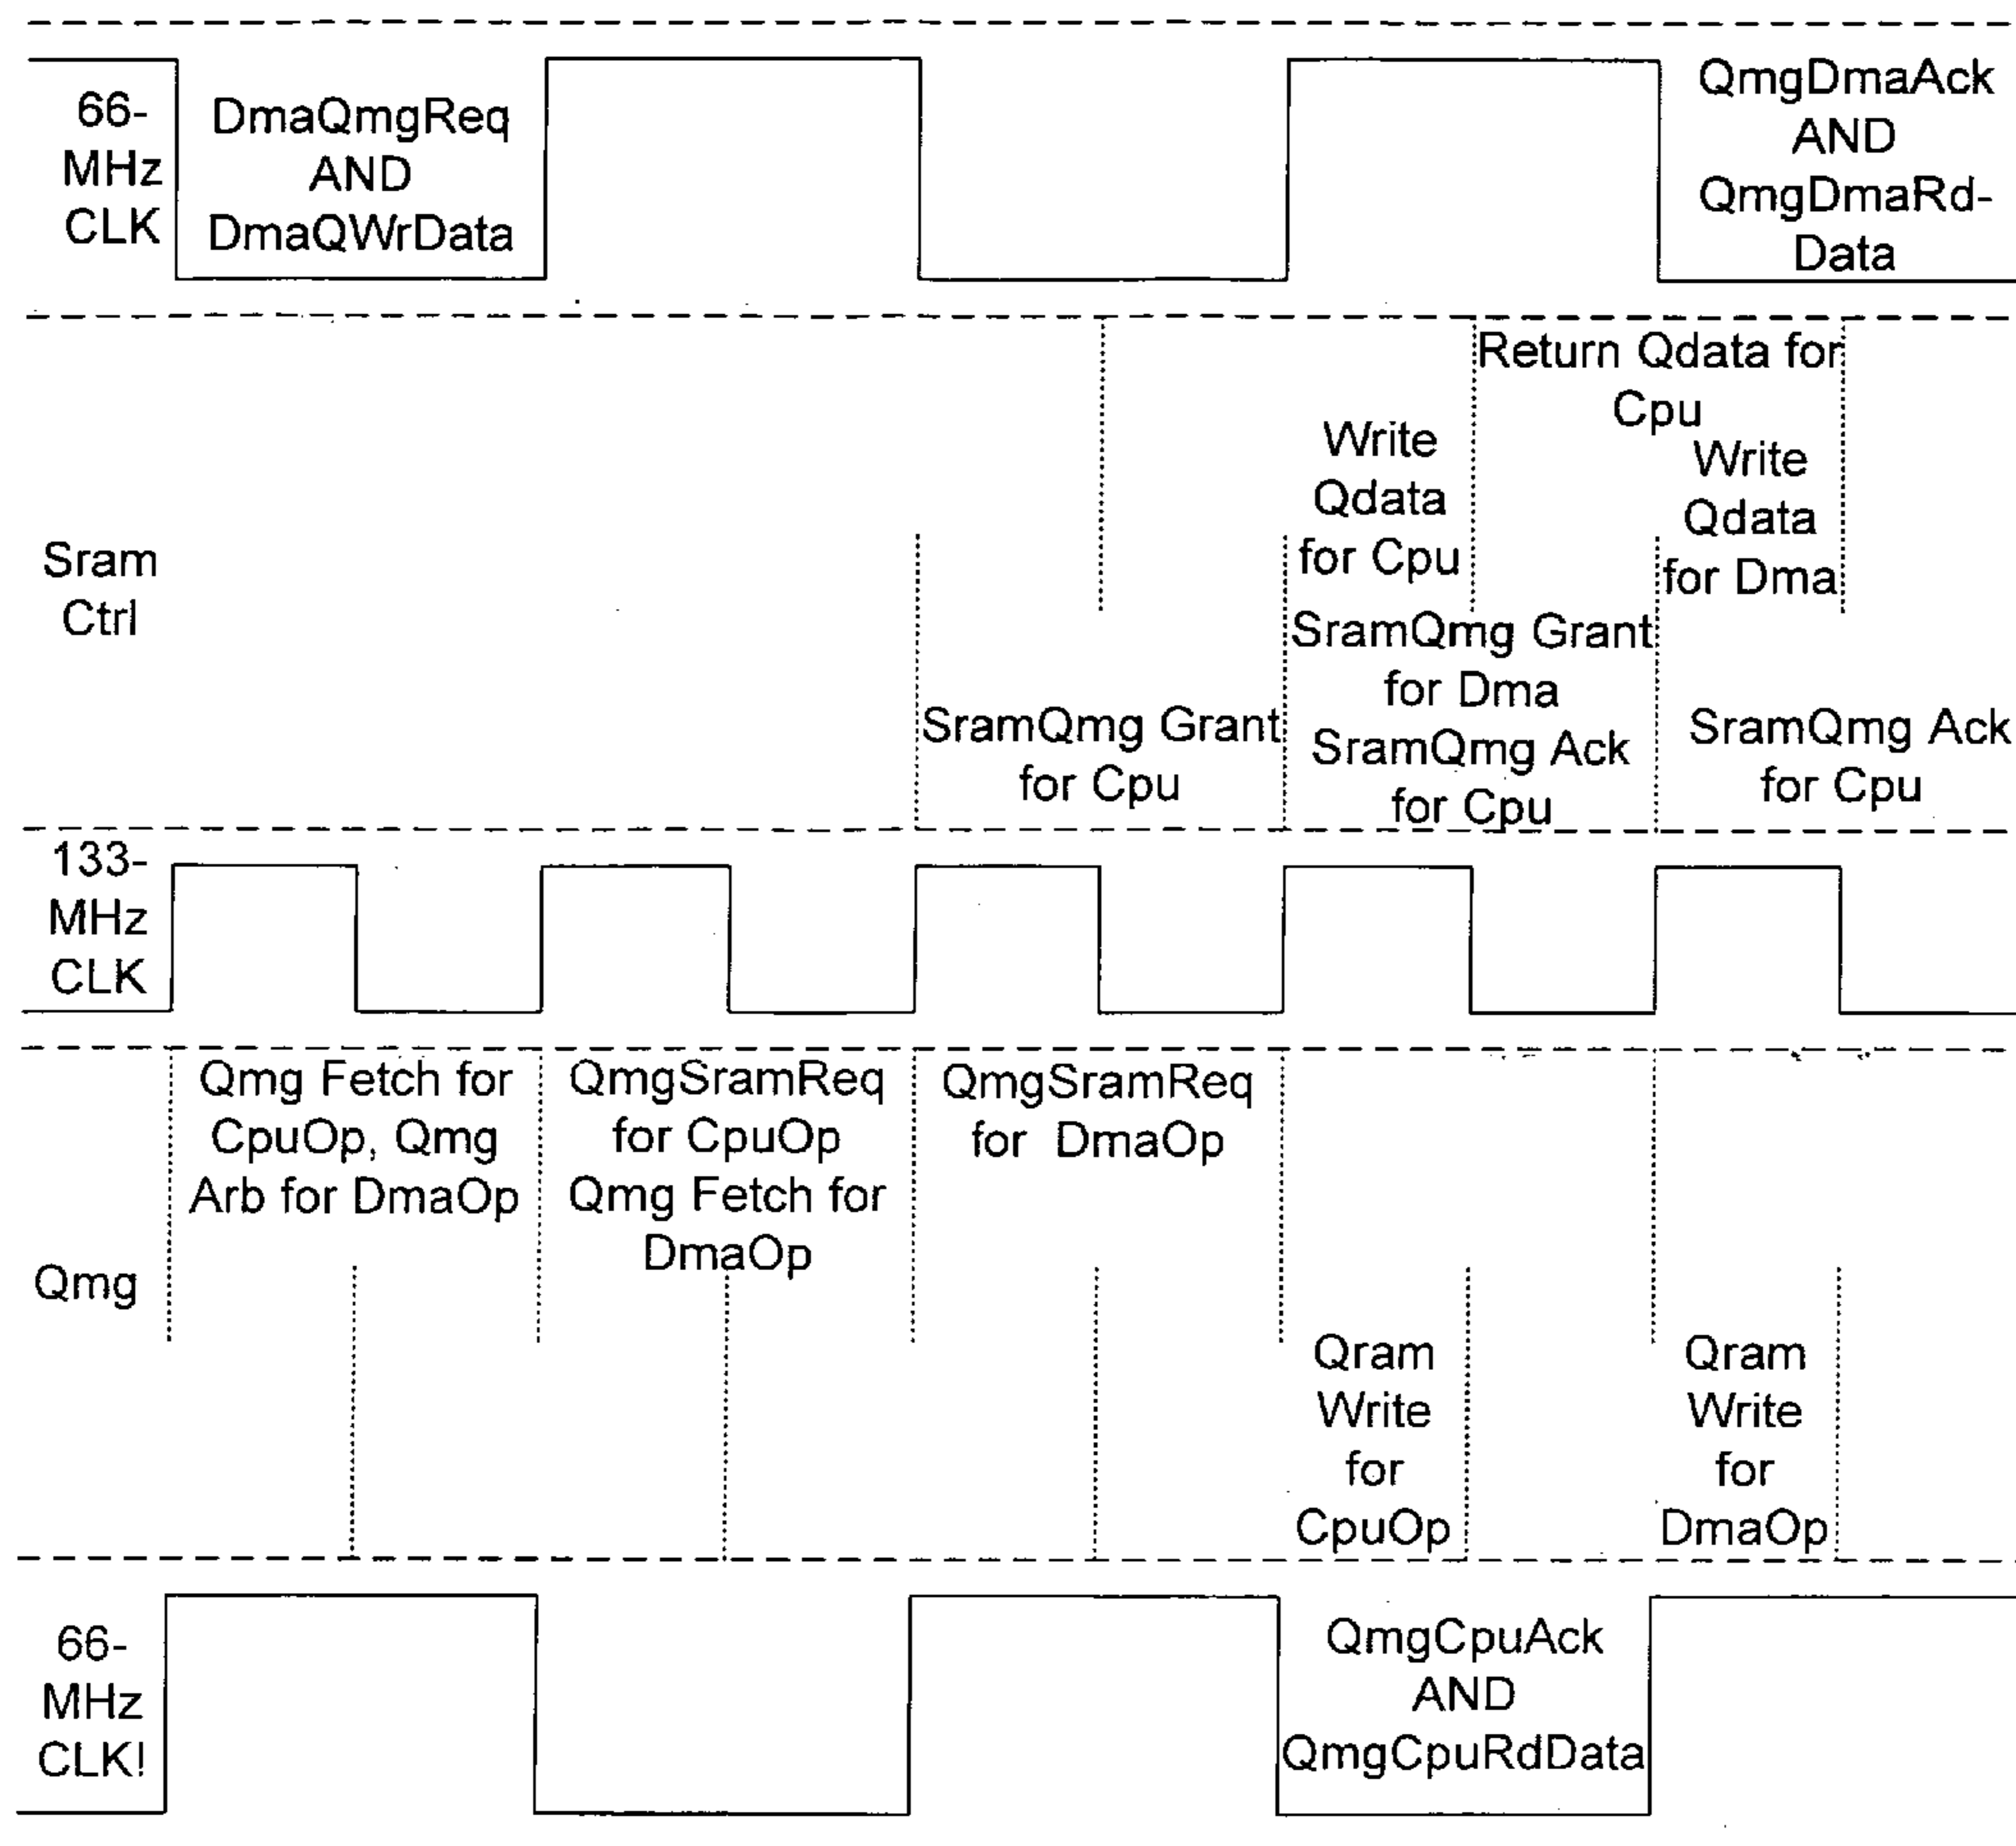 66-
MHz
CLK
DmaQmgReq
AND
DmaQWrData
QmgDmaAck
AND
QmgDmaRd-
Data
Sram
Ctrl
SramQmg Grant
for Cpu
Write
Qdata
for Cpu
SramQmg Grant
for Dma
SramQmg Ack
for Cpu
Return Qdata for
Cpu
Write
Qdata
for Dma
SramQmg Ack
for Cpu
133-
MHz
CLK
Qmg
Qmg Fetch for
CpuOp, Qmg
Arb for DmaOp
QmgSramReq
for CpuOp
Qmg Fetch for
DmaOp
QmgSramReq
for DmaOp
Qram
Write
for
CpuOp
Qram
Write
for
DmaOp
66-
MHz
CLK!
QmgCpuAck
AND
QmgCpuRdData